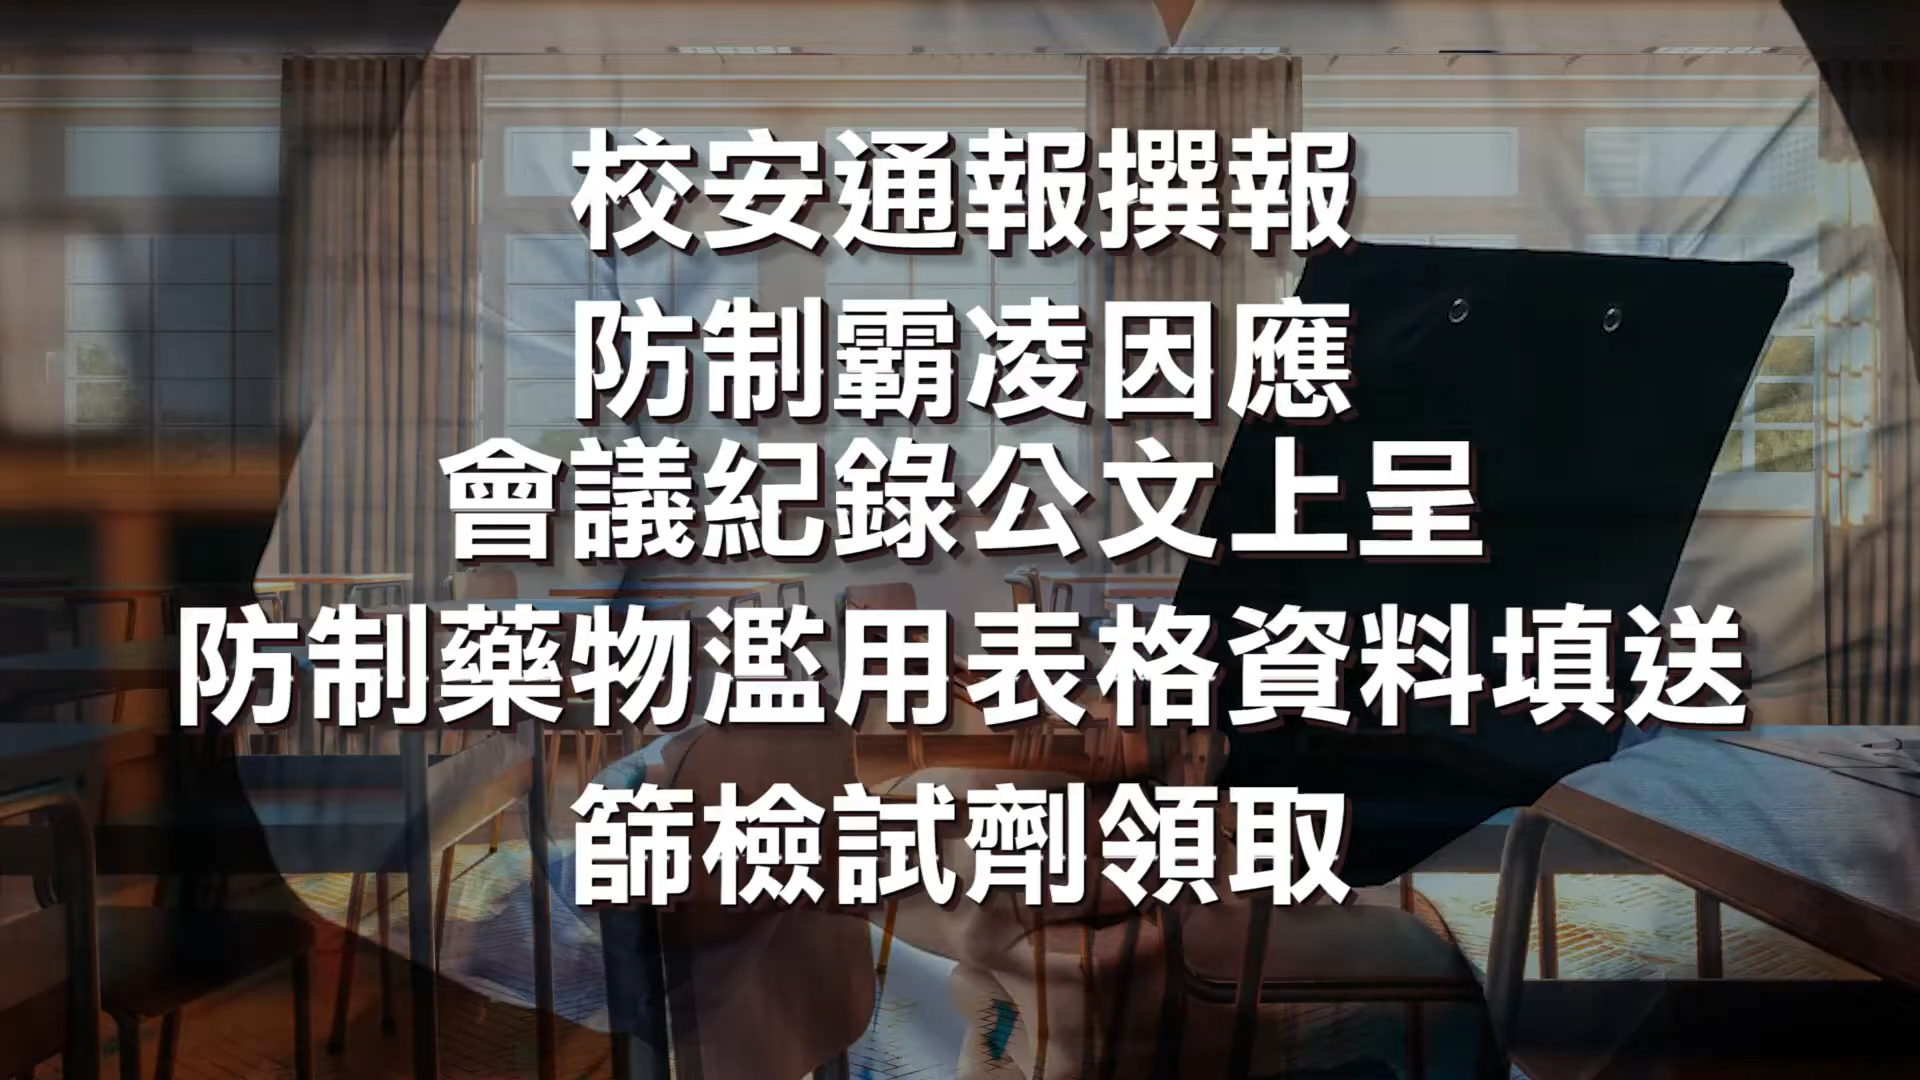 校安通報撰報
防制霸凌因應
會議紀錄公文上呈
防制藥物濫用表格資料填送
篩檢試劑領取